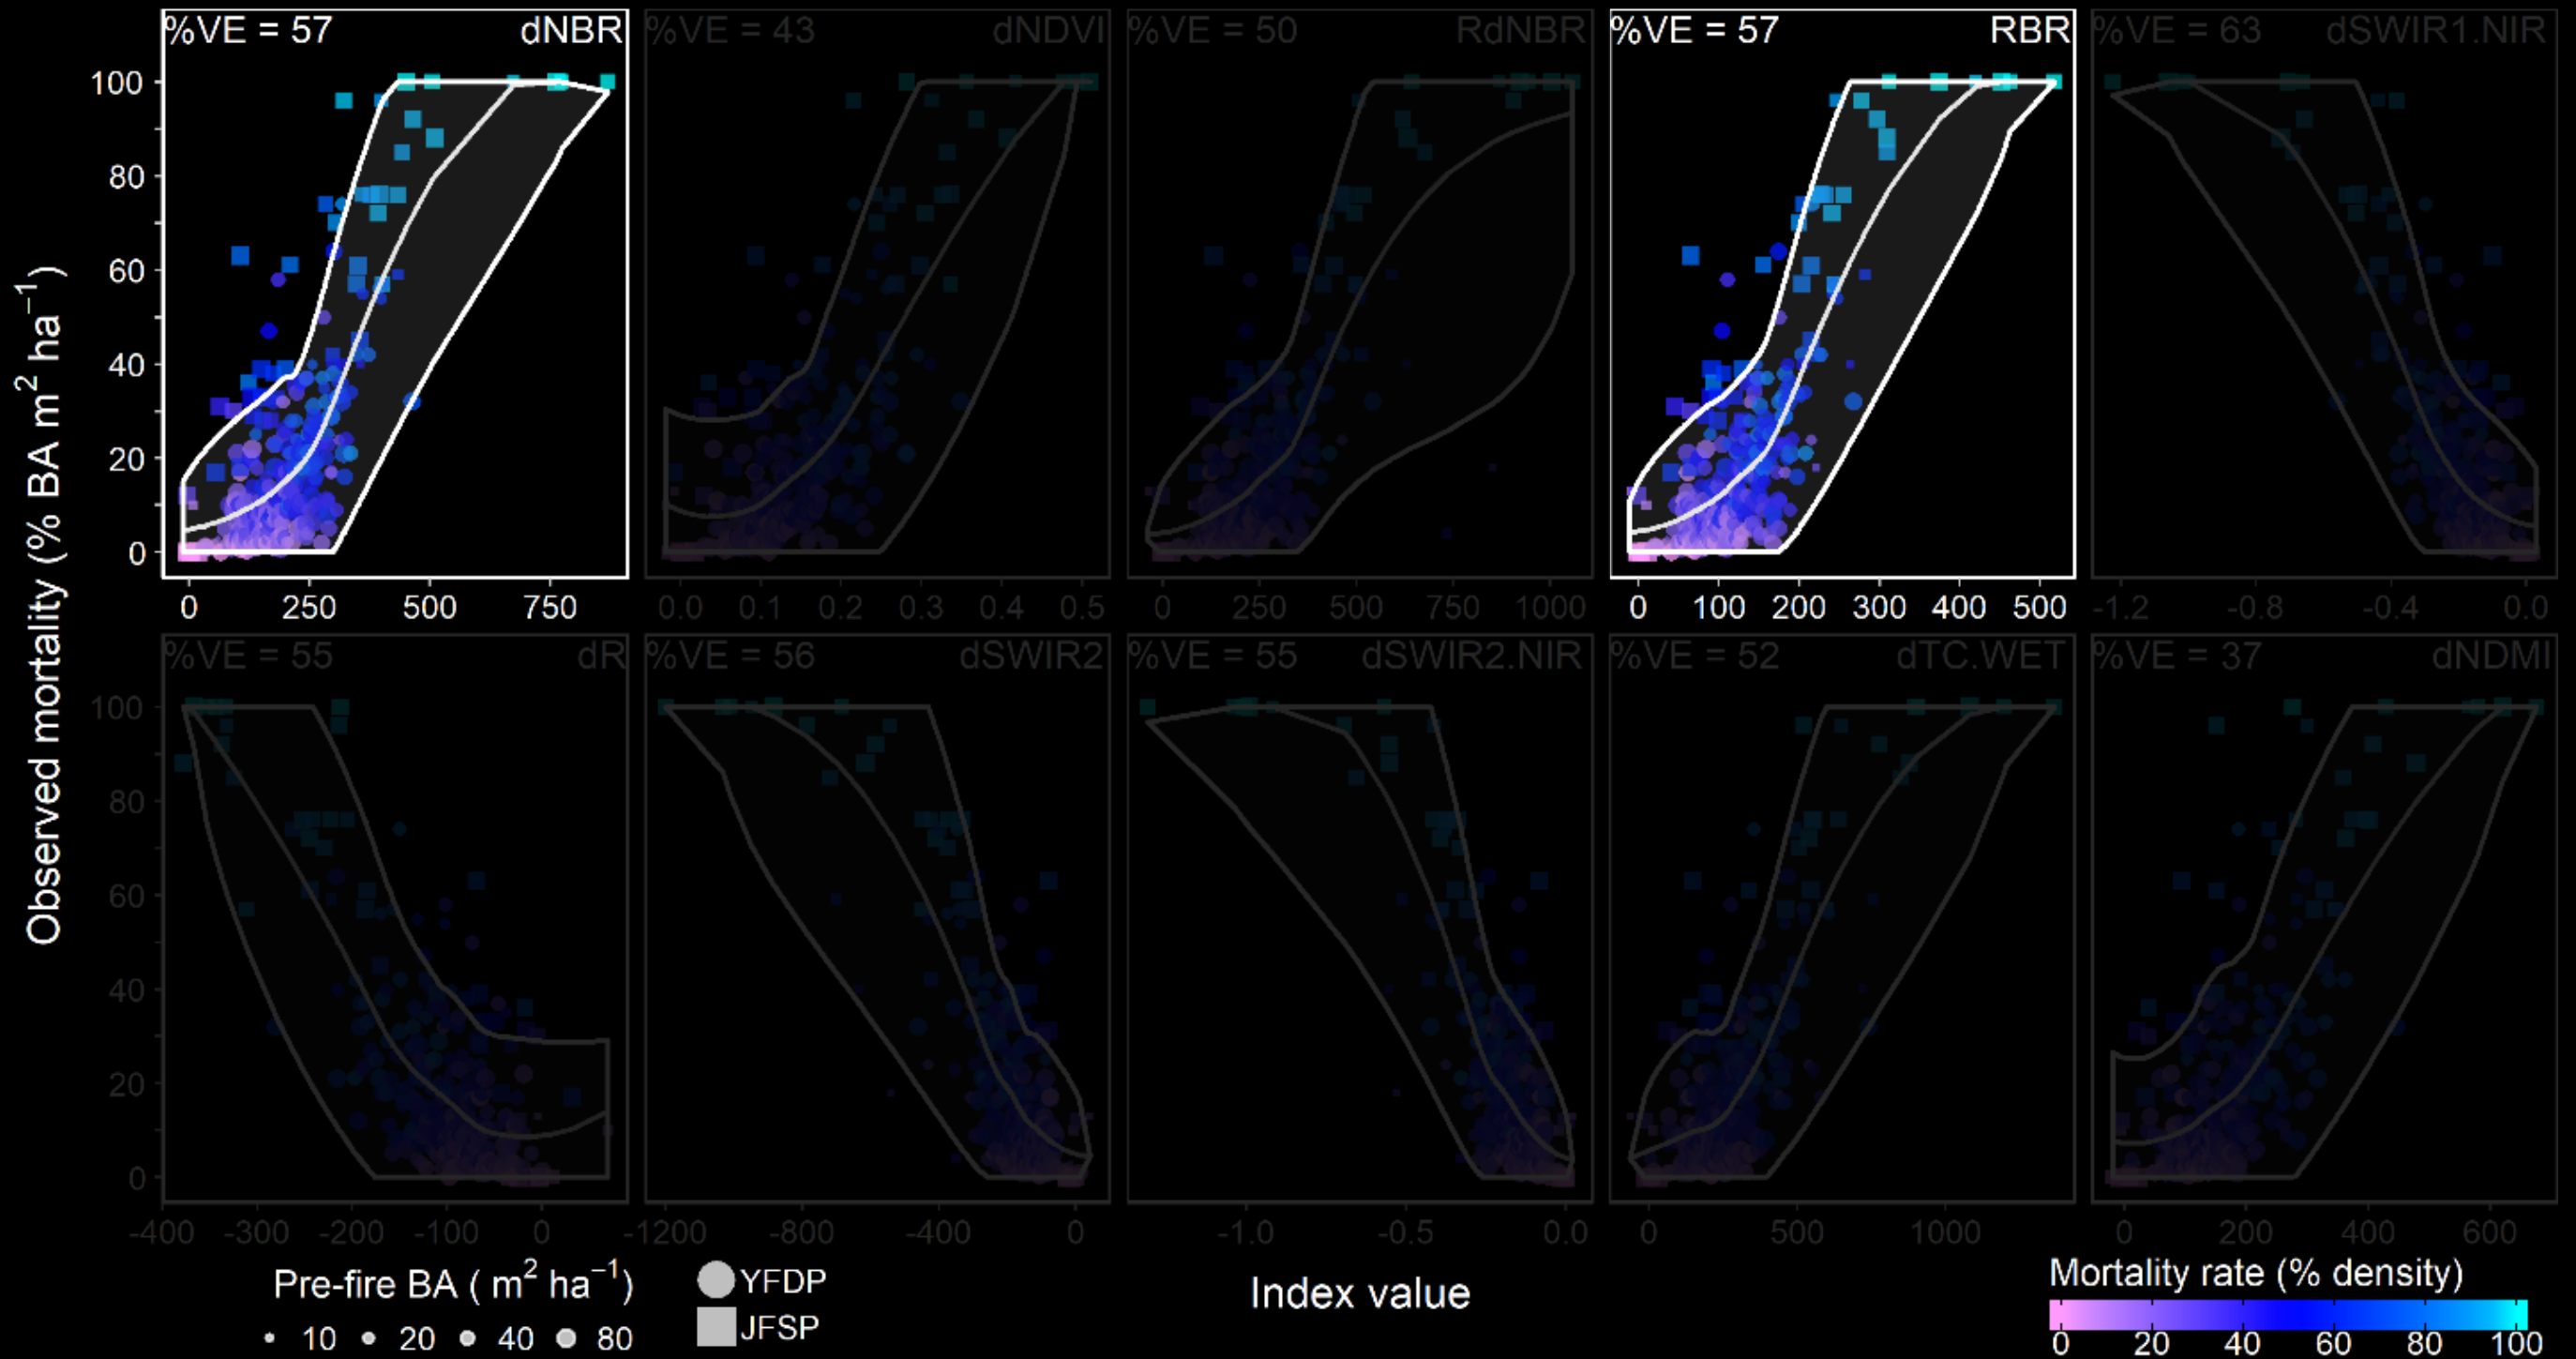 %VE = 57 dNBR %VE = 43 dNDVI %VE = 50 RdNBR %VE = 57 RBR %VE = 63 dSWIR1.NIR
100
80
60
40
20
0
0 250 500 750 0.0 0.1 0.2 0.3 0.4 0.5 0 250 500 750 1000 0 100 200 300 400 500 -1.2 -0.8 -0.4 0.0
Observed mortality (% BA m² ha⁻¹)
%VE = 55 dR %VE = 56 dSWIR2 %VE = 55 dSWIR2.NIR %VE = 52 dTC.WET %VE = 37 dNDMI
100
80
60
40
20
0
-400 -300 -200 -100 0 -1200 -800 -400 0 -1.0 -0.5 0.0 0 500 1000 0 200 400 600
Pre-fire BA ( m² ha⁻¹)
10 20 40 80
YFDP
JFSP
Index value
Mortality rate (% density)
0 20 40 60 80 100